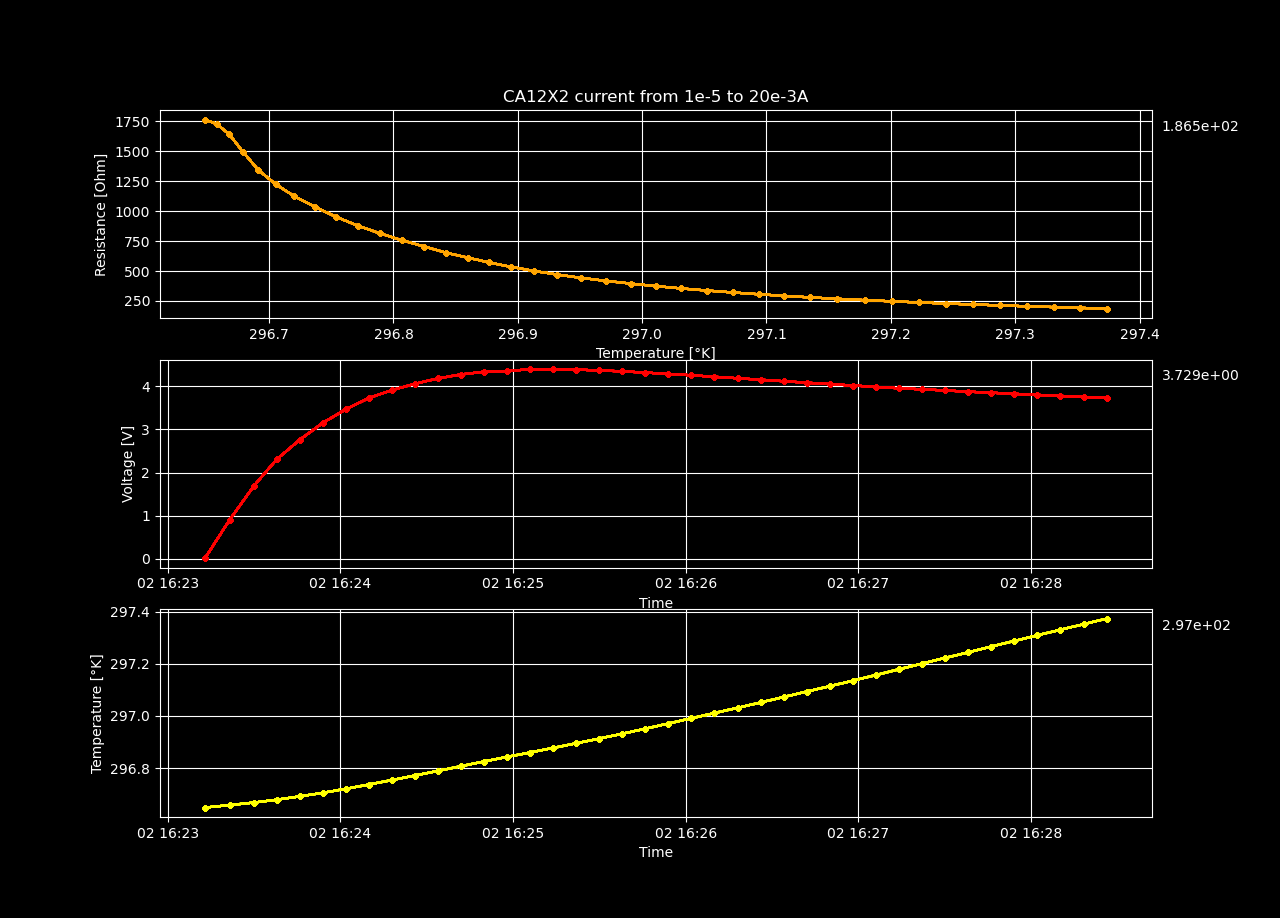 CA12X2 current from 1e-5 to 20e-3A
1.865e+02
Resistance [Ohm]
1750
1500
1250
1000
750
500
250
296.7 296.8 296.9 297.0 297.1 297.2 297.3 297.4
Temperature [°K]
3.729e+00
Voltage [V]
4
3
2
1
0
02 16:23 02 16:24 02 16:25 02 16:26 02 16:27 02 16:28
Time
2.97e+02
Temperature [°K]
297.4
297.2
297.0
296.8
02 16:23 02 16:24 02 16:25 02 16:26 02 16:27 02 16:28
Time